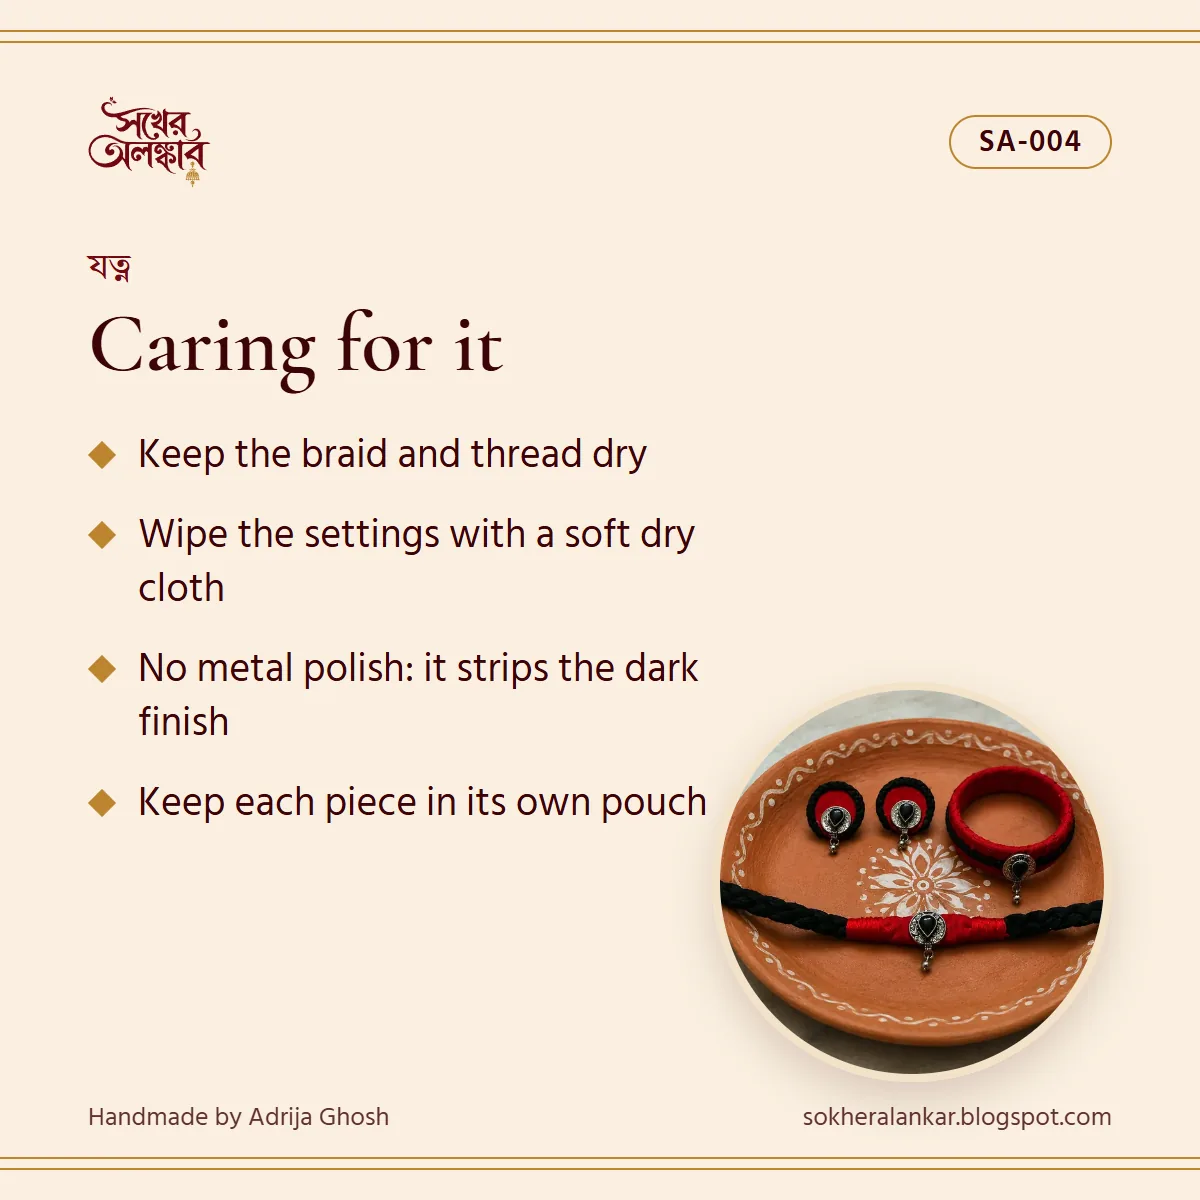 সখের
অলঙ্কার
SA-004
যত্ন
Caring for it
Keep the braid and thread dry
Wipe the settings with a soft dry
cloth
No metal polish: it strips the dark
finish
Keep each piece in its own pouch
Handmade by Adrija Ghosh
sokheralankar.blogspot.com